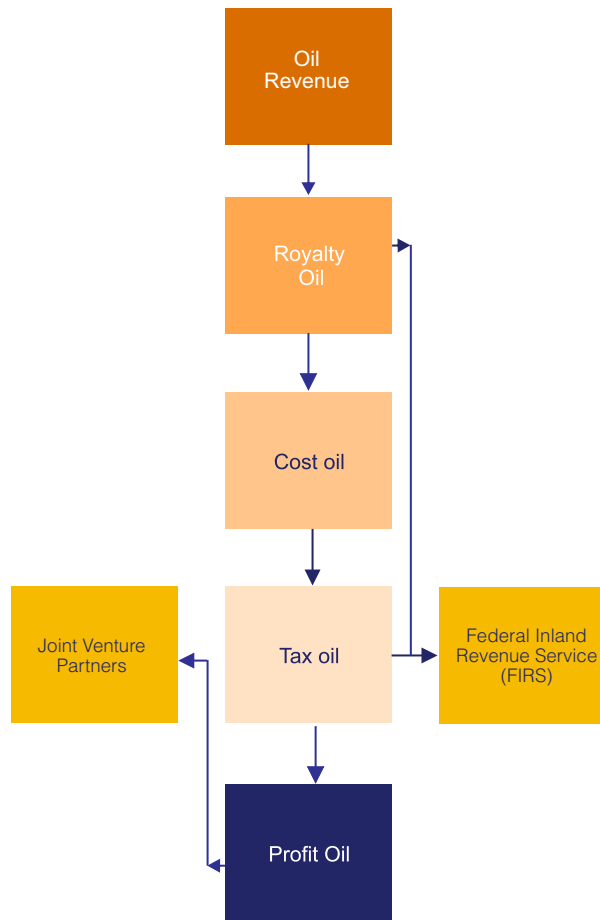 Oil
Revenue
Royalty
Oil
Cost oil
Joint Venture
Partners
Tax oil
Federal Inland
Revenue Service
(FIRS)
Profit Oil